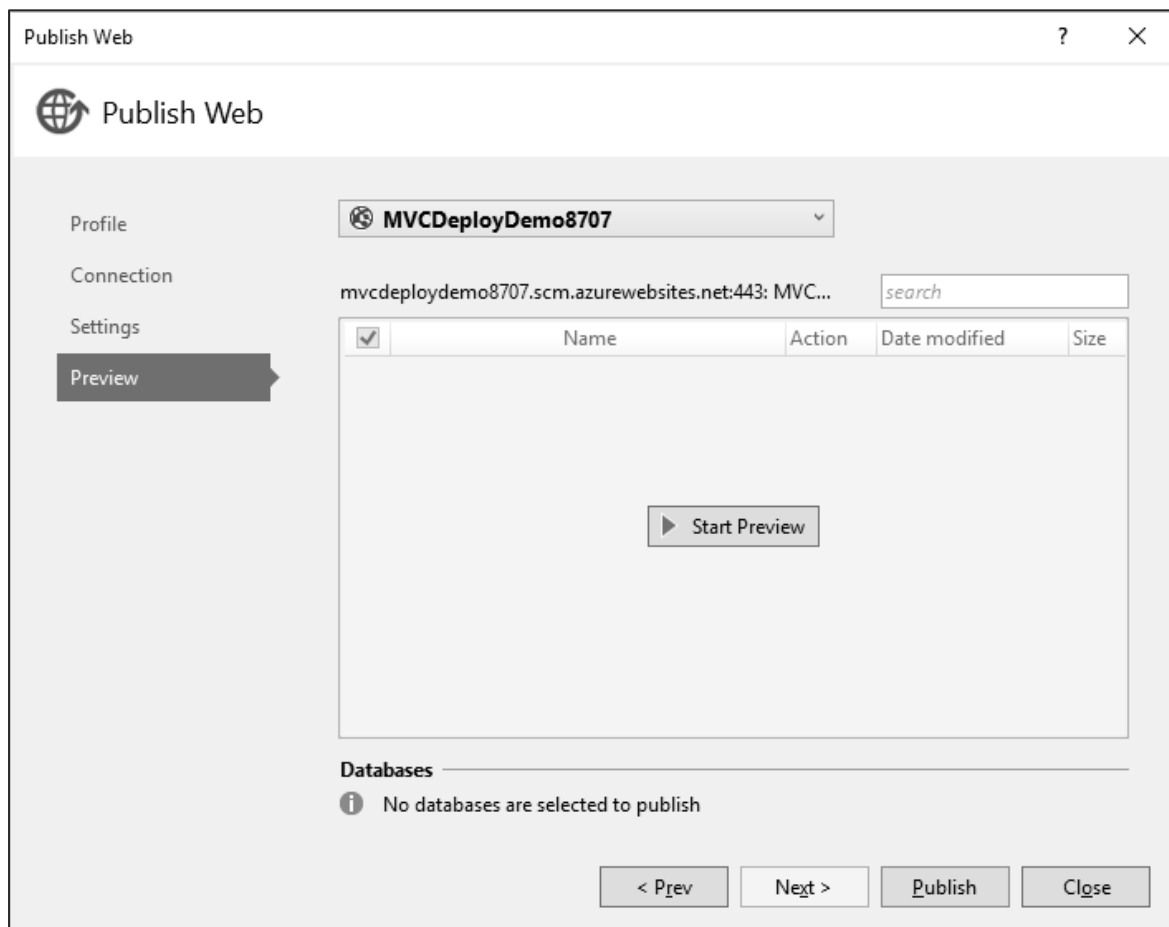 Publish Web
?
Publish Web
Profile
Connection
Settings
Preview
MVCDeployDemo8707
mvcdeploydemo8707.scm.azurewebsites.net:443: MVC...
search
Name Action Date modified Size
Start Preview
Databases
No databases are selected to publish
< Prev Next > Publish Close